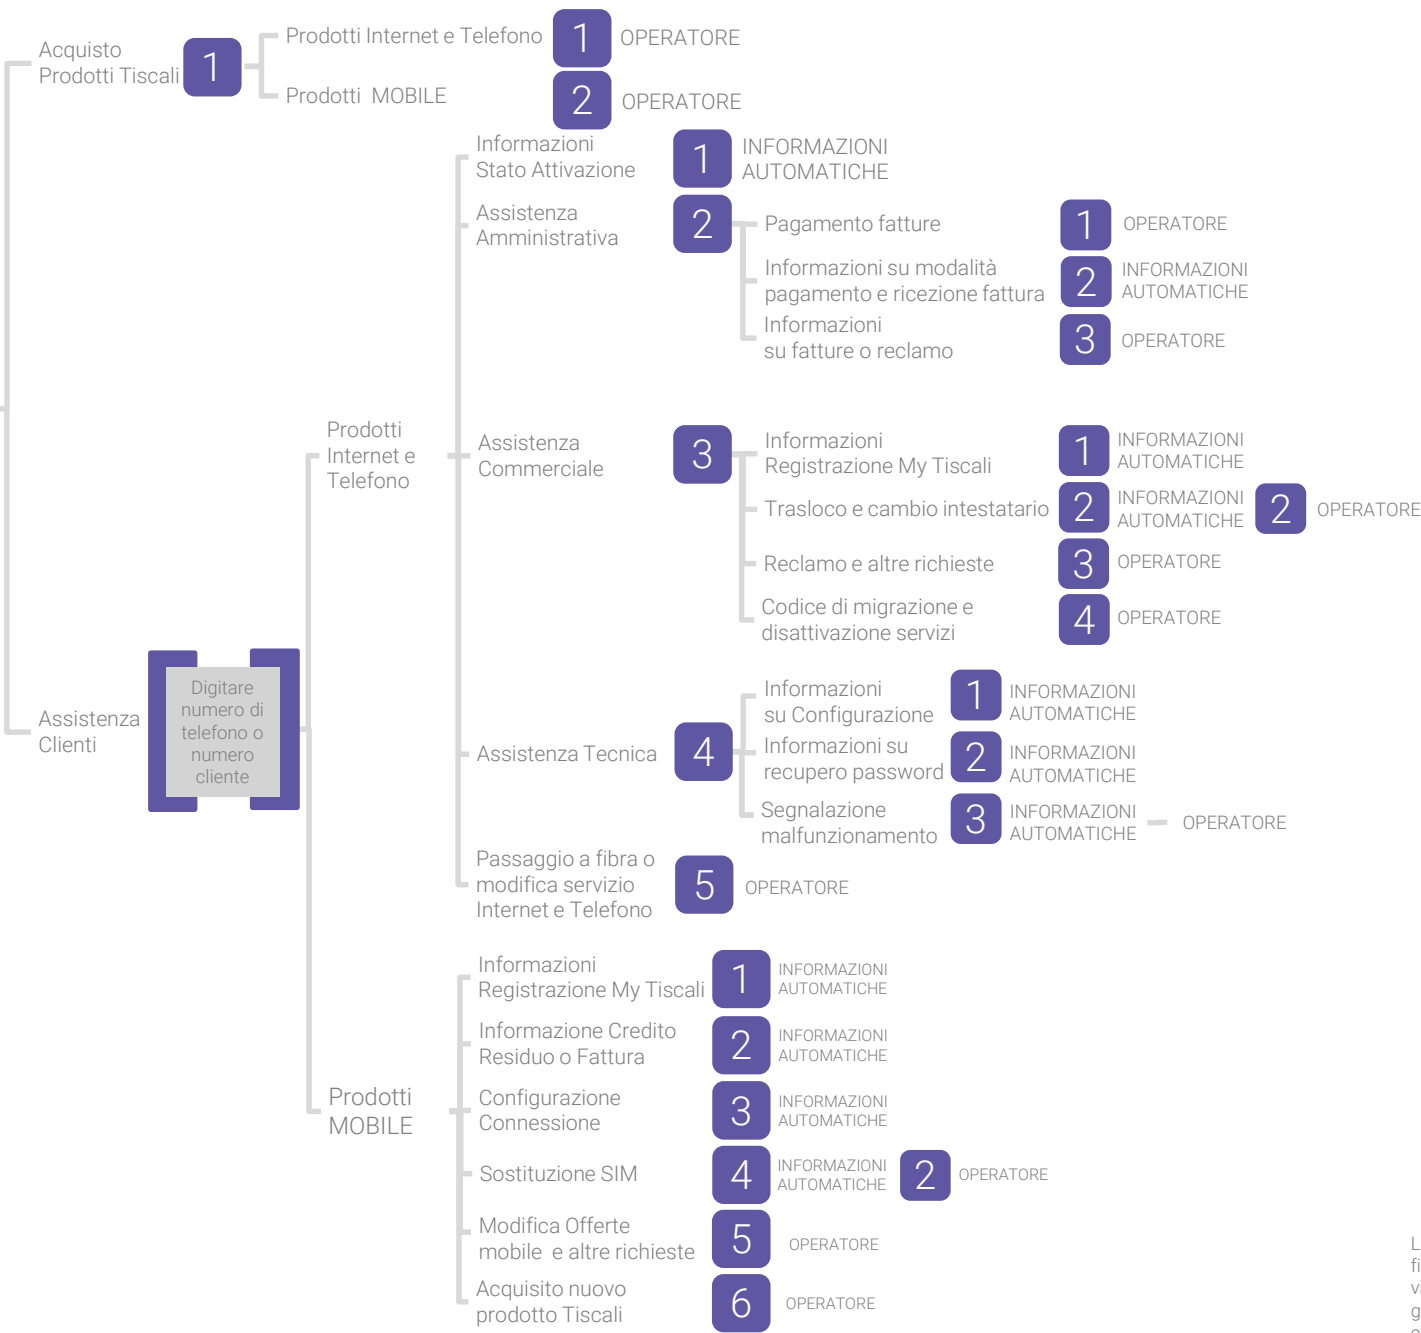 Acquisto
Prodotti Tiscali
1
Prodotti Internet e Telefono
1
OPERATORE
Prodotti MOBILE
2
OPERATORE
Assistenza
Clienti
Digitare
numero di
telefono o
numero
cliente
Prodotti
Internet e
Telefono
Informazioni
Stato Attivazione
1
INFORMAZIONI
AUTOMATICHE
Assistenza
Amministrativa
2
Pagamento fatture
1
OPERATORE
Informazioni su modalità
pagamento e ricezione fattura
2
INFORMAZIONI
AUTOMATICHE
Informazioni
su fatture o reclamo
3
OPERATORE
Assistenza
Commerciale
3
Informazioni
Registrazione My Tiscali
1
INFORMAZIONI
AUTOMATICHE
Trasloco e cambio intestatario
2
INFORMAZIONI
AUTOMATICHE
2
OPERATORE
Reclamo e altre richieste
3
OPERATORE
Codice di migrazione e
disattivazione servizi
4
OPERATORE
Assistenza Tecnica
4
Informazioni
su Configurazione
1
INFORMAZIONI
AUTOMATICHE
Informazioni su
recupero password
2
INFORMAZIONI
AUTOMATICHE
Segnalazione
malfunzionamento
3
INFORMAZIONI
AUTOMATICHE
OPERATORE
Passaggio a fibra o
modifica servizio
Internet e Telefono
5
OPERATORE
Prodotti
MOBILE
Informazioni
Registrazione My Tiscali
1
INFORMAZIONI
AUTOMATICHE
Informazione Credito
Residuo o Fattura
2
INFORMAZIONI
AUTOMATICHE
Configurazione
Connessione
3
INFORMAZIONI
AUTOMATICHE
Sostituzione SIM
4
INFORMAZIONI
AUTOMATICHE
2
OPERATORE
Modifica Offerte
mobile e altre richieste
5
OPERATORE
Acquisito nuovo
prodotto Tiscali
6
OPERATORE